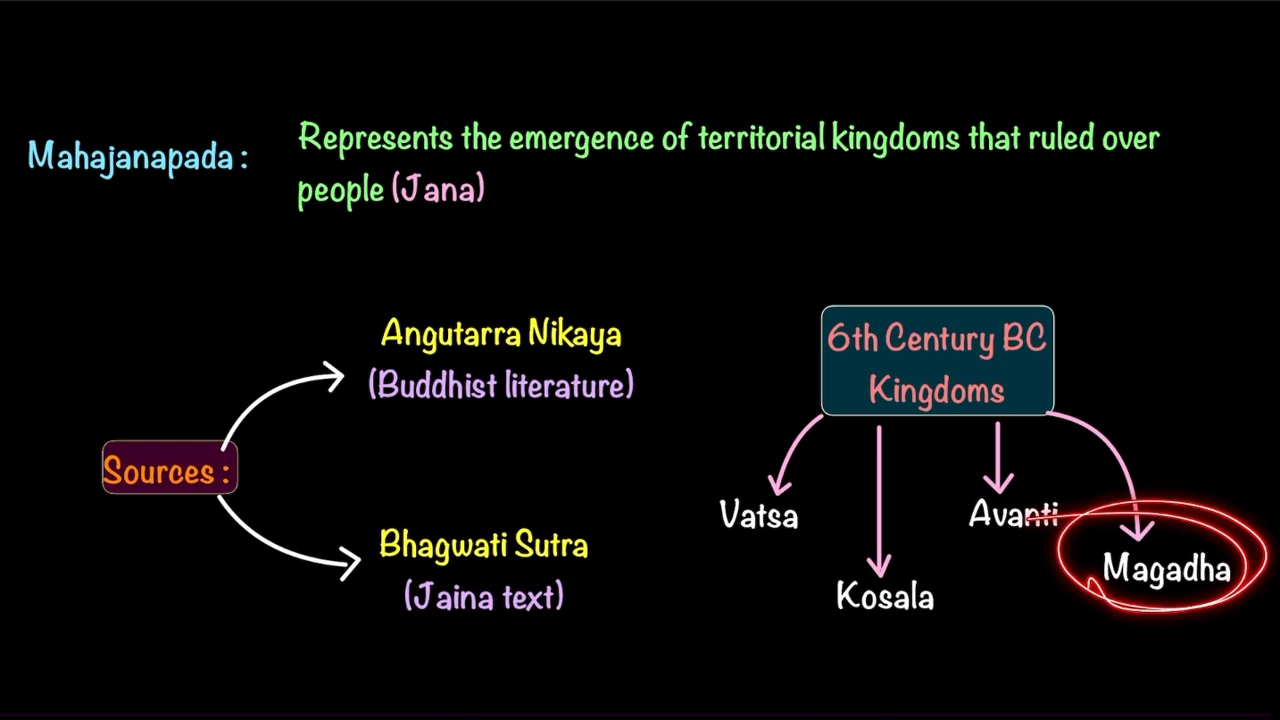 Mahajanapada :
Represents the emergence of territorial kingdoms that ruled over
people (Jana)
Sources :
Angutarra Nikaya
(Buddhist literature)
Bhagwati Sutra
(Jaina text)
6th Century BC
Kingdoms
Vatsa
Kosala
Avanti
Magadha